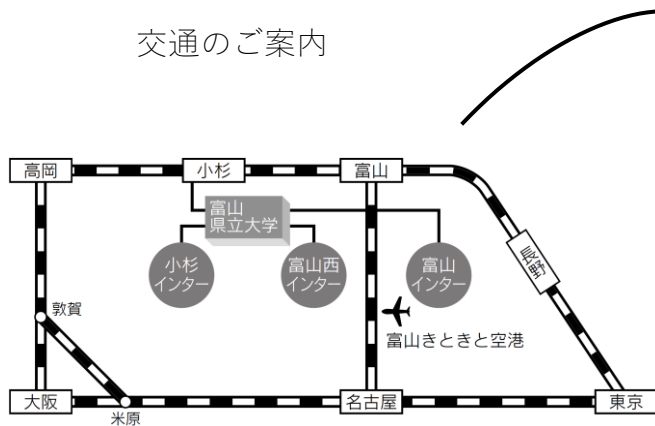 交通のご案内
高岡
小杉
富山
富山
県立大学
小杉
インター
富山西
インター
富山
インター
長野
敦賀
富山きときと空港
大阪
米原
名古屋
東京